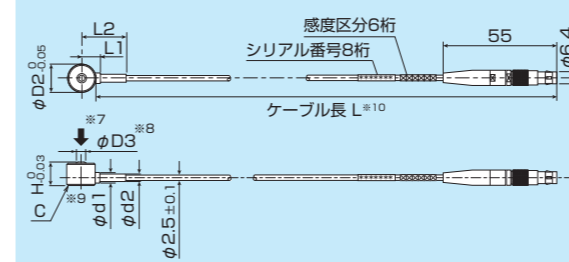 L2
L1
感度区分6桁
シリアル番号8桁
55
φ6.4
φD2 0 -0.05
ケーブル長 L※10
※7
φD3※8
H 0 -0.03
C
※9
φd1
φd2
φ2.5±0.1